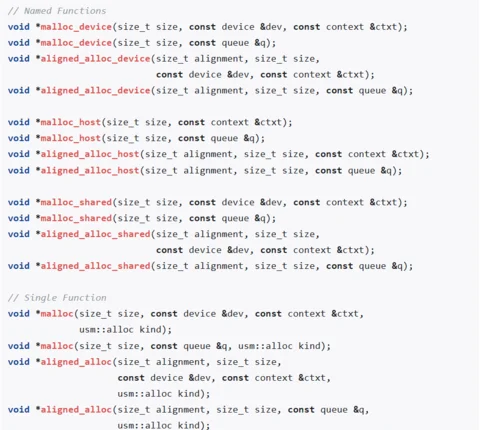 // Named Functions
void *malloc_device(size_t size, const device &dev, const context &ctxt);
void *malloc_device(size_t size, const queue &q);
void *aligned_alloc_device(size_t alignment, size_t size,
                           const device &dev, const context &ctxt);
void *aligned_alloc_device(size_t alignment, size_t size, const queue &q);

void *malloc_host(size_t size, const context &ctxt);
void *malloc_host(size_t size, const queue &q);
void *aligned_alloc_host(size_t alignment, size_t size, const context &ctxt);
void *aligned_alloc_host(size_t alignment, size_t size, const queue &q);

void *malloc_shared(size_t size, const device &dev, const context &ctxt);
void *malloc_shared(size_t size, const queue &q);
void *aligned_alloc_shared(size_t alignment, size_t size,
                           const device &dev, const context &ctxt);
void *aligned_alloc_shared(size_t alignment, size_t size, const queue &q);

// Single Function
void *malloc(size_t size, const device &dev, const context &ctxt,
             usm::alloc kind);
void *malloc(size_t size, const queue &q, usm::alloc kind);
void *aligned_alloc(size_t alignment, size_t size,
                    const device &dev, const context &ctxt,
                    usm::alloc kind);
void *aligned_alloc(size_t alignment, size_t size, const queue &q,
                    usm::alloc kind);